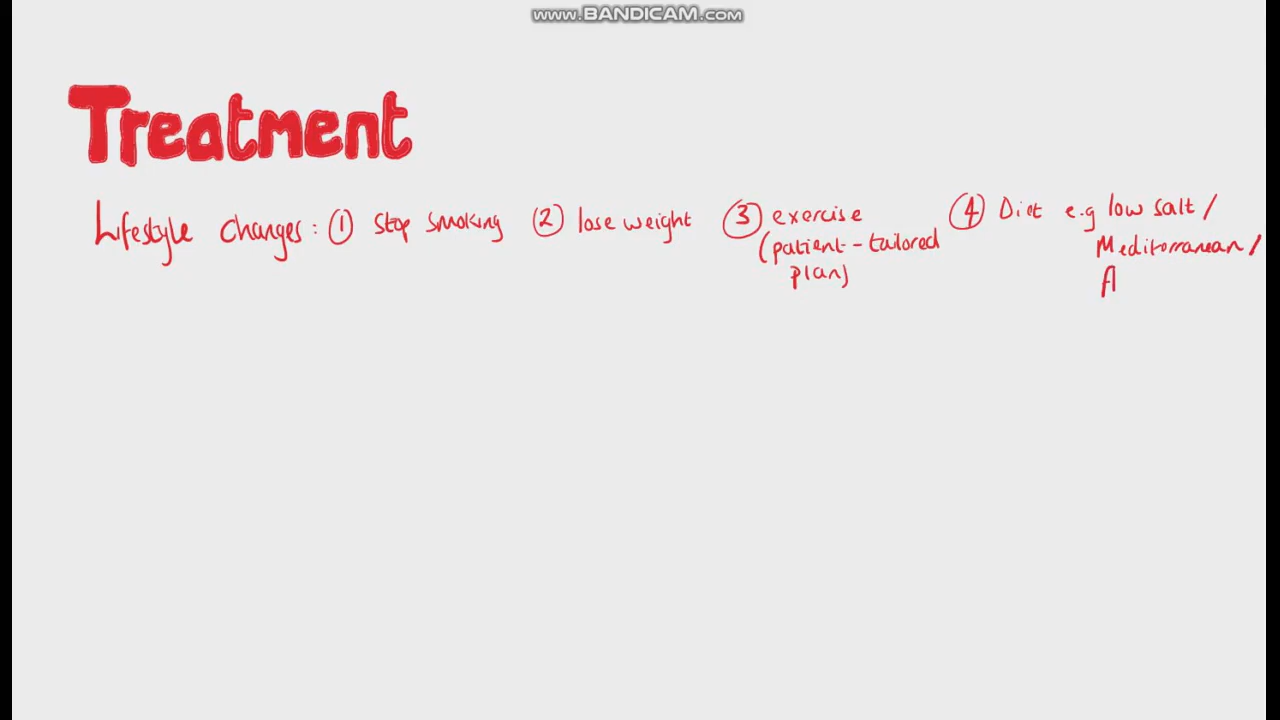 www.BANDICAM.com
Treatment
Lifestyle changes: ① stop smoking ② lose weight ③ exercise ④ Diet e.g low salt /
(patient-tailored Mediterranean /
plan) A